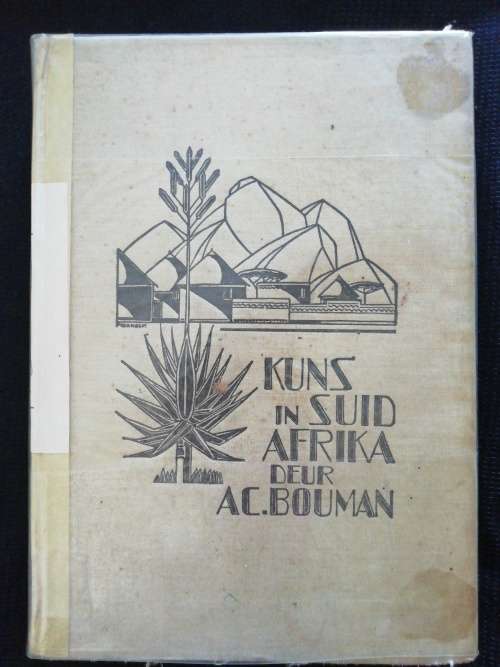 KUNS
IN SUID
AFRIKA
DEUR
A.C. BOUMAN